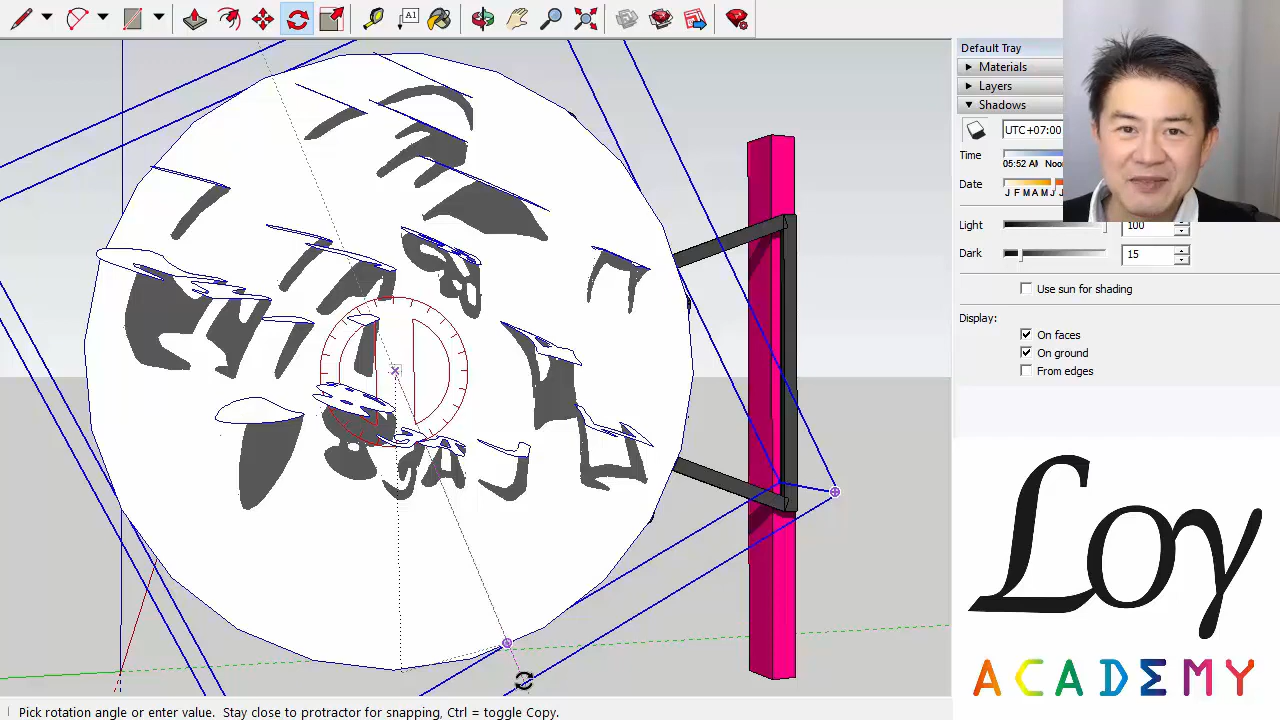 A1
Default Tray
Materials
Layers
Shadows
UTC+07:00
Time
05:52 AM Noon
Date
J F M A M J J
Light
100
Dark
15
Use sun for shading
Display:
On faces
On ground
From edges
Loy
ACADEMY
Pick rotation angle or enter value. Stay close to protractor for snapping, Ctrl = toggle Copy.